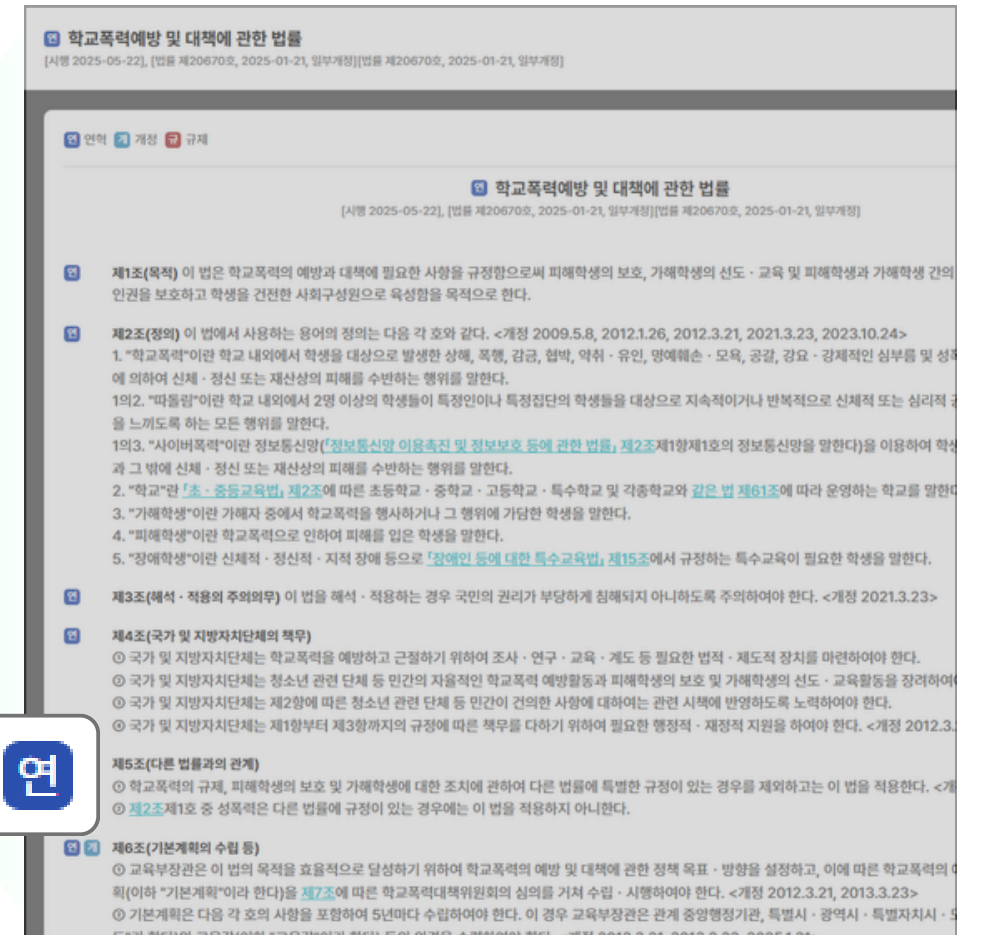 연 학교폭력예방 및 대책에 관한 법률
[시행 2025-05-22], [법률 제20670호, 2025-01-21, 일부개정][법률 제20670호, 2025-01-21, 일부개정]
연 연혁 개 개정 규 규제
연 학교폭력예방 및 대책에 관한 법률
[시행 2025-05-22], [법률 제20670호, 2025-01-21, 일부개정][법률 제20670호, 2025-01-21, 일부개정]
연 제1조(목적) 이 법은 학교폭력의 예방과 대책에 필요한 사항을 규정함으로써 피해학생의 보호, 가해학생의 선도 · 교육 및 피해학생과 가해학생 간의
인권을 보호하고 학생을 건전한 사회구성원으로 육성함을 목적으로 한다.
연 제2조(정의) 이 법에서 사용하는 용어의 정의는 다음 각 호와 같다. <개정 2009.5.8, 2012.1.26, 2012.3.21, 2021.3.23, 2023.10.24>
1. "학교폭력"이란 학교 내외에서 학생을 대상으로 발생한 상해, 폭행, 감금, 협박, 약취 · 유인, 명예훼손 · 모욕, 공갈, 강요 · 강제적인 심부름 및
에 의하여 신체 · 정신 또는 재산상의 피해를 수반하는 행위를 말한다.
1의2. "따돌림"이란 학교 내외에서 2명 이상의 학생들이 특정인이나 특정집단의 학생들을 대상으로 지속적이거나 반복적으로 신체적 또는 심리적
을 느끼도록 하는 모든 행위를 말한다.
1의3. "사이버폭력"이란 정보통신망(「정보통신망 이용촉진 및 정보보호 등에 관한 법률」 제2조제1항제1호의 정보통신망을 말한다)을 이용하여
과 그 밖에 신체 · 정신 또는 재산상의 피해를 수반하는 행위를 말한다.
2. "학교"란 「초 · 중등교육법」 제2조에 따른 초등학교 · 중학교 · 고등학교 · 특수학교 및 각종학교와 같은 법 제61조에 따라 운영하는 학교를
3. "가해학생"이란 가해자 중에서 학교폭력을 행사하거나 그 행위에 가담한 학생을 말한다.
4. "피해학생"이란 학교폭력으로 인하여 피해를 입은 학생을 말한다.
5. "장애학생"이란 신체적 · 정신적 · 지적 장애 등으로 「장애인 등에 대한 특수교육법」 제15조에서 규정하는 특수교육이 필요한 학생을 말한다.
연 제3조(해석 · 적용의 주의의무) 이 법을 해석 · 적용하는 경우 국민의 권리가 부당하게 침해되지 아니하도록 주의하여야 한다. <개정 2021.3.23>
연 제4조(국가 및 지방자치단체의 책무)
① 국가 및 지방자치단체는 학교폭력을 예방하고 근절하기 위하여 조사 · 연구 · 교육 · 계도 등 필요한 법적 · 제도적 장치를 마련하여야 한다.
② 국가 및 지방자치단체는 청소년 관련 단체 등 민간의 자율적인 학교폭력 예방활동과 피해학생의 보호 및 가해학생의 선도 · 교육활동을
③ 국가 및 지방자치단체는 제2항에 따른 청소년 관련 단체 등 민간이 건의한 사항에 대하여는 관련 시책에 반영하도록 노력하여야 한다.
④ 국가 및 지방자치단체는 제1항부터 제3항까지의 규정에 따른 책무를 다하기 위하여 필요한 행정적 · 재정적 지원을 하여야 한다. <개정 2012.3.
연
제5조(다른 법률과의 관계)
① 학교폭력의 규제, 피해학생의 보호 및 가해학생에 대한 조치에 관하여 다른 법률에 특별한 규정이 있는 경우를 제외하고는 이 법을 적용한다.
② 제2조제1호 중 성폭력은 다른 법률에 규정이 있는 경우에는 이 법을 적용하지 아니한다.
연 개 제6조(기본계획의 수립 등)
① 교육부장관은 이 법의 목적을 효율적으로 달성하기 위하여 학교폭력의 예방 및 대책에 관한 정책 목표 · 방향을 설정하고, 이에 따른 학교폭력의
획(이하 "기본계획"이라 한다)을 제7조에 따른 학교폭력대책위원회의 심의를 거쳐 수립 · 시행하여야 한다. <개정 2012.3.21, 2013.3.23>
② 기본계획은 다음 각 호의 사항을 포함하여 5년마다 수립하여야 한다. 이 경우 교육부장관은 관계 중앙행정기관, 특별시 · 광역시 · 특별자치시 ·